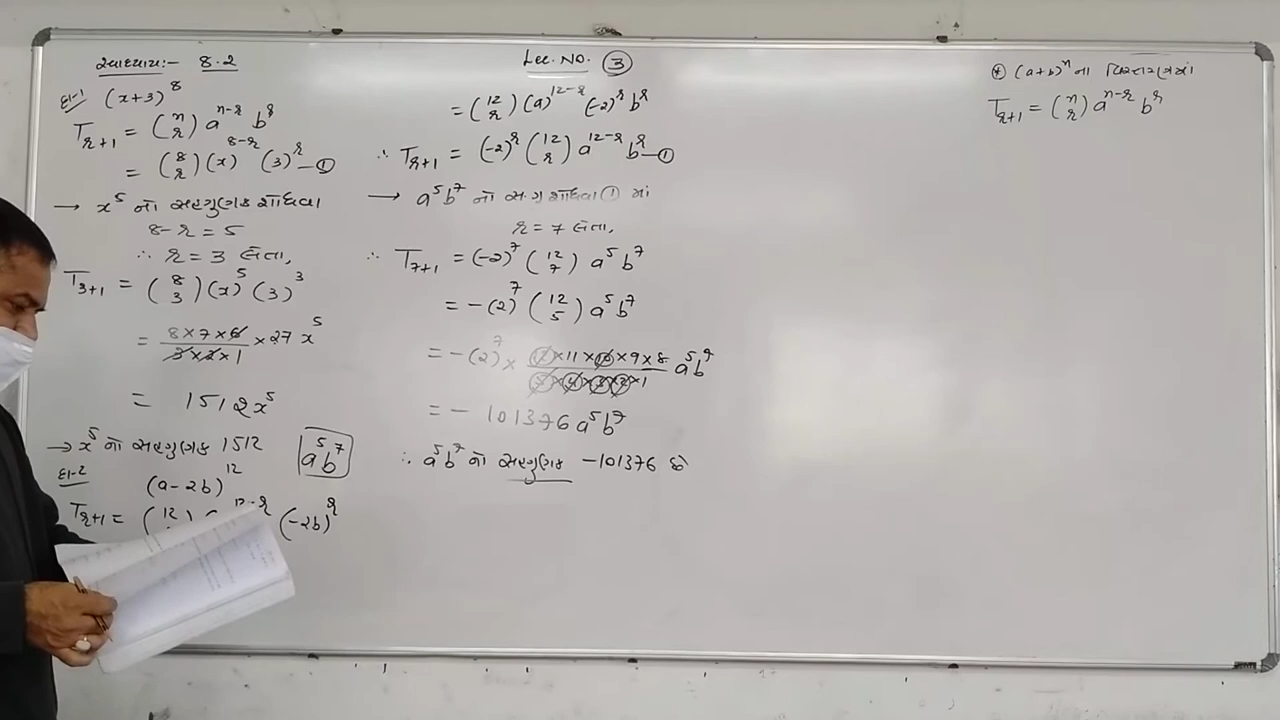 સ્વાધ્યાય:- 8.2
દા-1 (x+3)^8
T_{r+1} = (n r) a^{n-r} b^r
= (8 r) (x)^{8-r} (3)^r —①
→ x^5 નો સહગુણક શોધવા
8-r = 5
∴ r = 3 લેતા,
T_{3+1} = (8 3) (x)^5 (3)^3
= 8×7×6 / 3×2×1 × 27 x^5
= 1512x^5
→ x^5 નો સહગુણક 1512
દા-2 (a-2b)^{12}
a^5 b^7
T_{r+1} = (12 (-2b)^r
Lec. NO. ③
= (12 r) (a)^{12-r} (-2)^r b^r
∴ T_{r+1} = (-2)^r (12 r) a^{12-r} b^r —①
→ a^5 b^7 નો સ.ગુ શોધવા ① માં
r = 7 લેતા,
∴ T_{7+1} = (-2)^7 (12 7) a^5 b^7
= -(2)^7 (12 5) a^5 b^7
= -(2)^7 × 12×11×10×9×8 / 5×4×3×2×1 a^5 b^7
= - 101376 a^5 b^7
∴ a^5 b^7 નો સહગુણક -101376 છે
* (a+b)^n ના વિસ્તરણમાં
T_{r+1} = (n r) a^{n-r} b^r